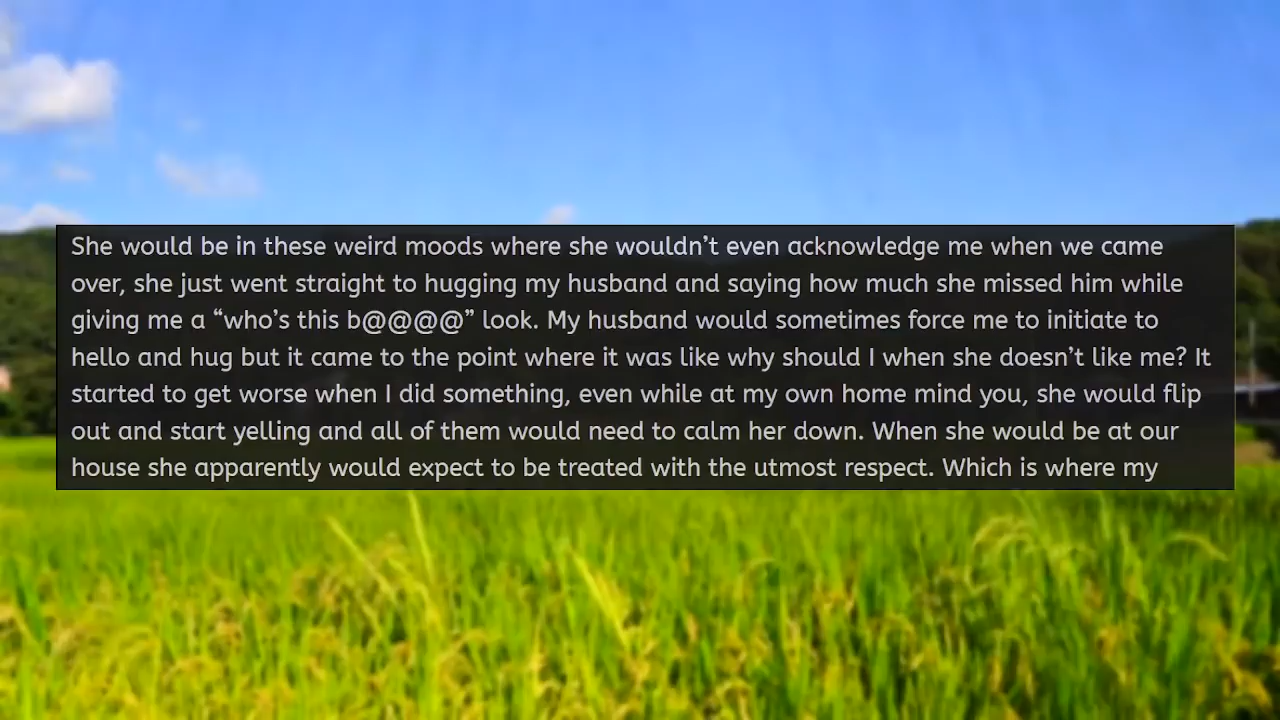 She would be in these weird moods where she wouldn’t even acknowledge me when we came
over, she just went straight to hugging my husband and saying how much she missed him while
giving me a “who’s this b@@@@” look. My husband would sometimes force me to initiate to
hello and hug but it came to the point where it was like why should I when she doesn’t like me? It
started to get worse when I did something, even while at my own home mind you, she would flip
out and start yelling and all of them would need to calm her down. When she would be at our
house she apparently would expect to be treated with the utmost respect. Which is where my